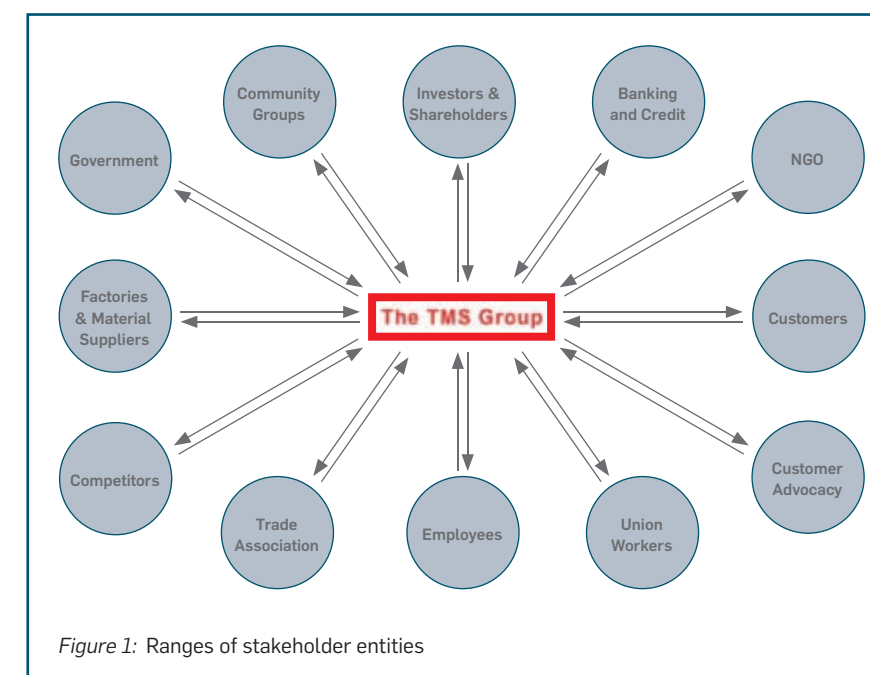 Community
Groups
Investors &
Shareholders
Banking
and Credit
Government
NGO
Factories
& Material
Suppliers
The TMS Group
Customers
Competitors
Customer
Advocacy
Trade
Association
Employees
Union
Workers
Figure 1: Ranges of stakeholder entities